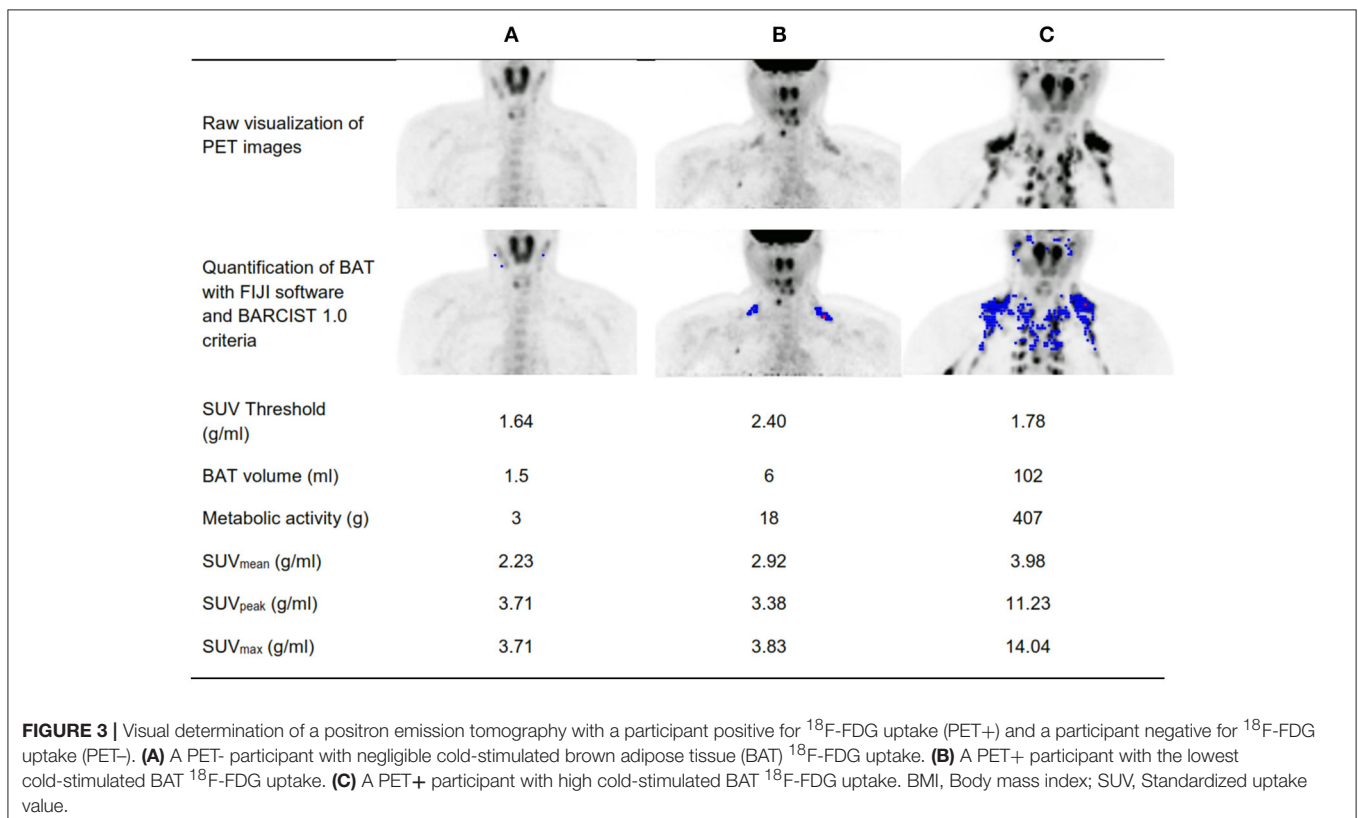 A B C
Raw visualization of
PET images
Quantification of BAT
with FIJI software
and BARCIST 1.0
criteria
SUV Threshold
(g/ml) 1.64 2.40 1.78
BAT volume (ml) 1.5 6 102
Metabolic activity (g) 3 18 407
SUVmean (g/ml) 2.23 2.92 3.98
SUVpeak (g/ml) 3.71 3.38 11.23
SUVmax (g/ml) 3.71 3.83 14.04
FIGURE 3 | Visual determination of a positron emission tomography with a participant positive for 18F-FDG uptake (PET+) and a participant negative for 18F-FDG
uptake (PET–). (A) A PET- participant with negligible cold-stimulated brown adipose tissue (BAT) 18F-FDG uptake. (B) A PET+ participant with the lowest
cold-stimulated BAT 18F-FDG uptake. (C) A PET+ participant with high cold-stimulated BAT 18F-FDG uptake. BMI, Body mass index; SUV, Standardized uptake
value.